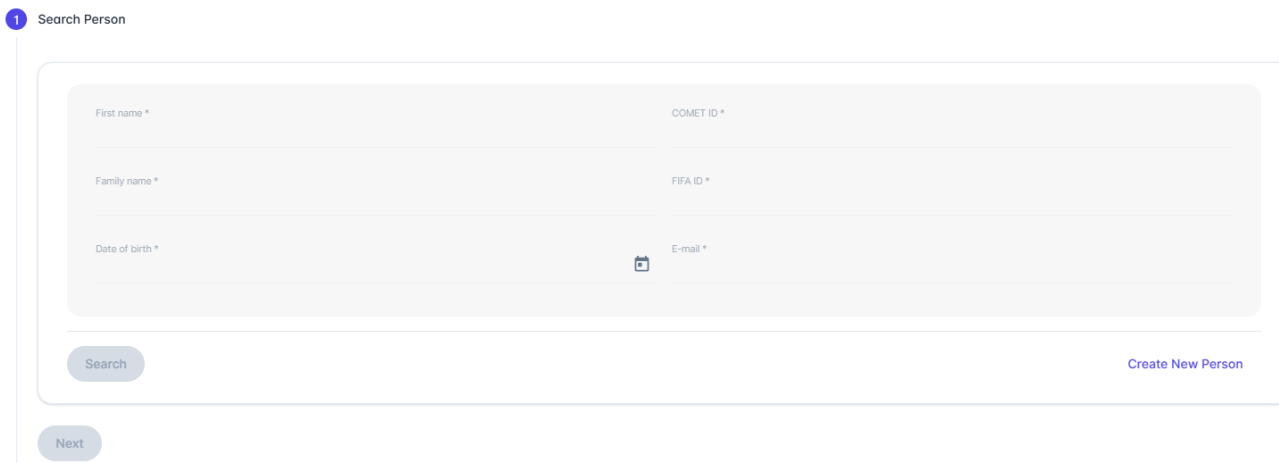 1 Search Person
First name *
COMET ID *
Family name *
FIFA ID *
Date of birth *
E-mail *
Search
Create New Person
Next